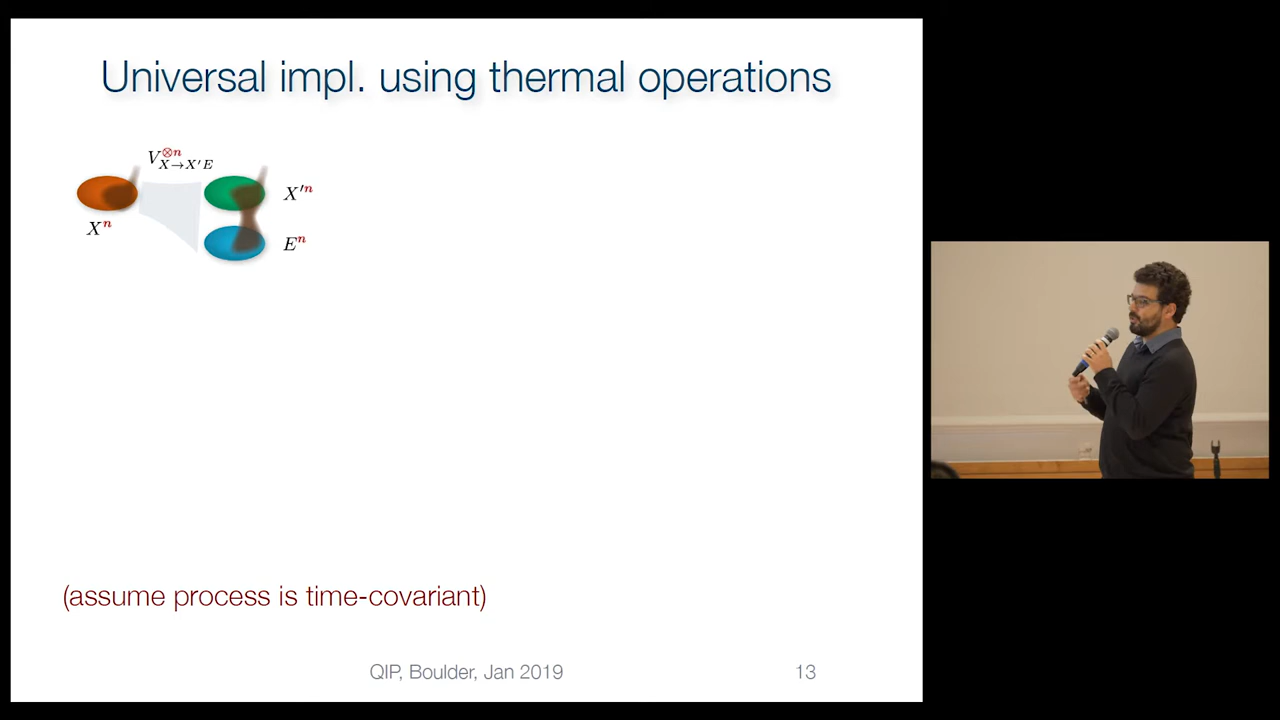 Universal impl. using thermal operations
V^{⊗n}_{X→X′E}
X^n
X′^n
E^n
(assume process is time-covariant)
QIP, Boulder, Jan 2019
13